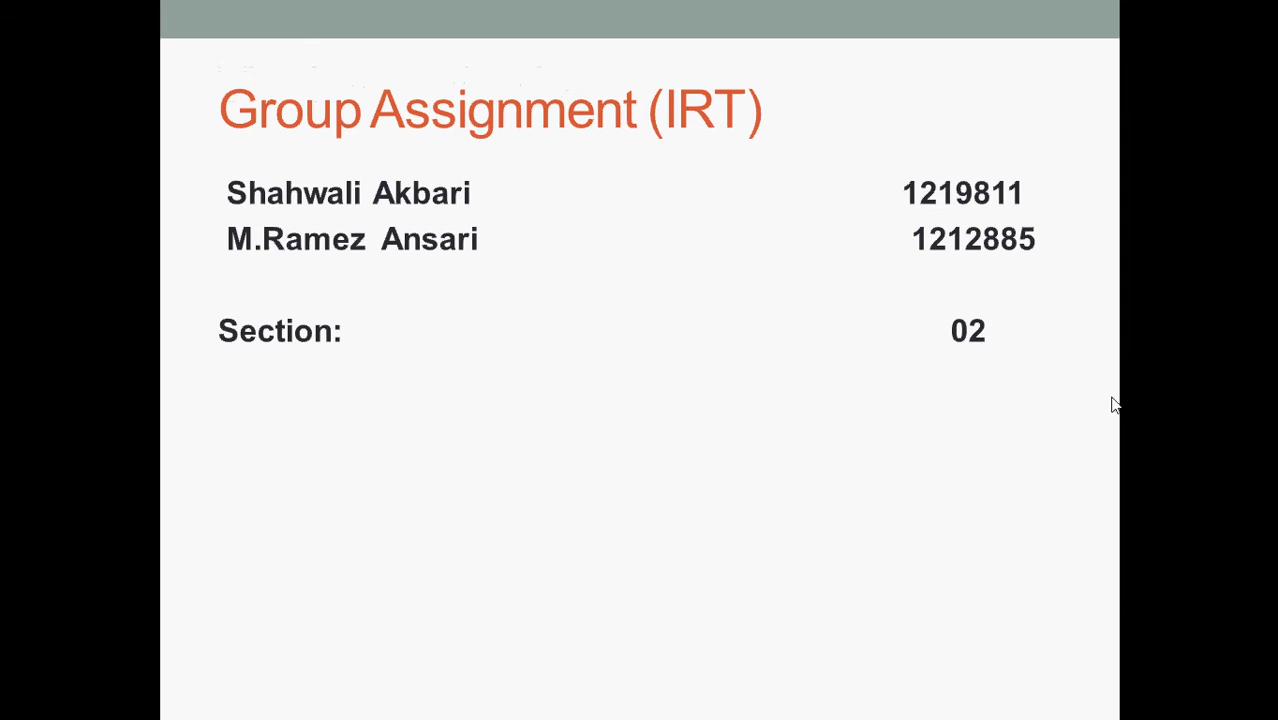 Group Assignment (IRT)
Shahwali Akbari 1219811
M.Ramez Ansari 1212885
Section: 02